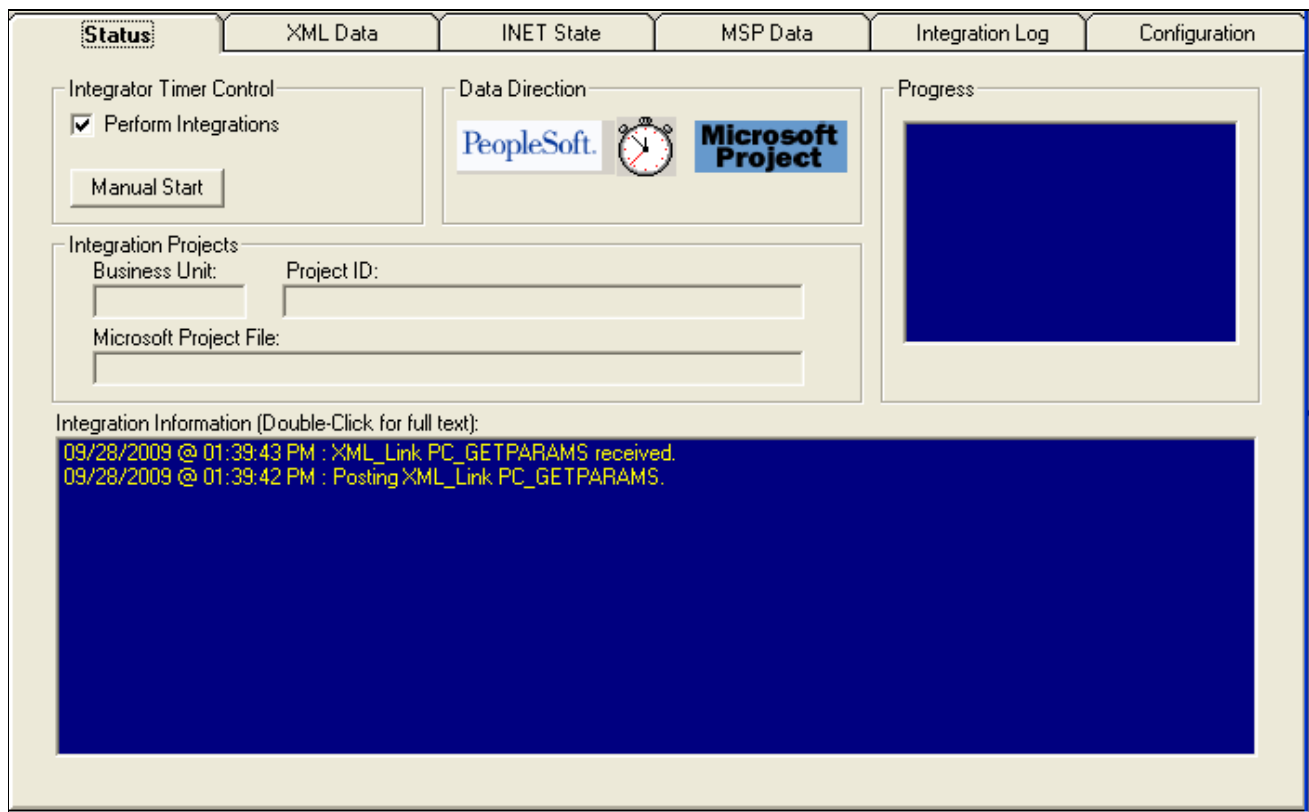 Status
XML Data
INET State
MSP Data
Integration Log
Configuration
Integrator Timer Control
Perform Integrations
Manual Start
Data Direction
PeopleSoft.
Microsoft
Project
Progress
Integration Projects
Business Unit:
Project ID:
Microsoft Project File:
Integration Information (Double-Click for full text):
09/28/2009 @ 01:39:43 PM : XML_Link PC_GETPARAMS received.
09/28/2009 @ 01:39:42 PM : Posting XML_Link PC_GETPARAMS.